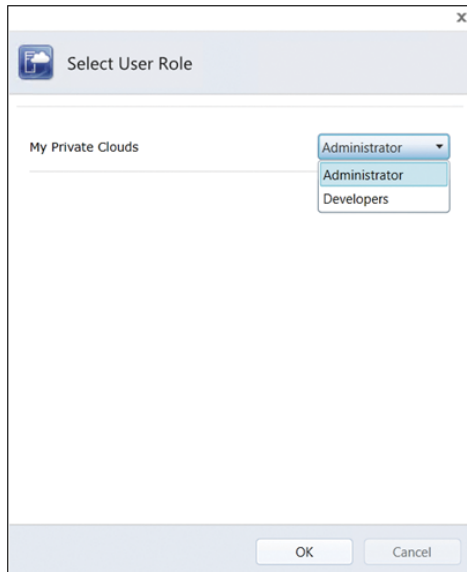 x
Select User Role
My Private Clouds Administrator
Administrator
Developers
OK Cancel